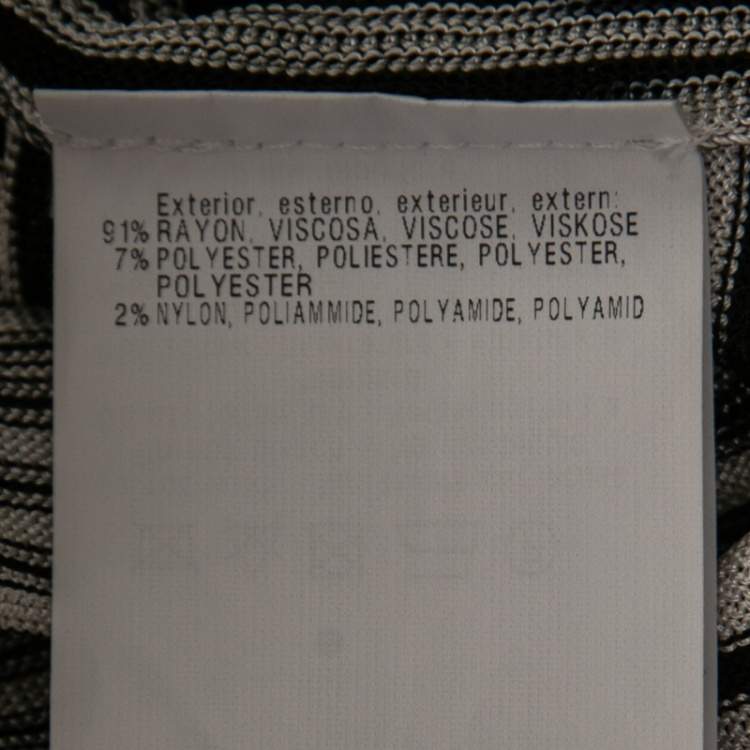 Exterior, esterno, exterieur, extern:
91% RAYON, VISCOSA, VISCOSE, VISKOSE
7% POLYESTER, POLIESTERE, POLYESTER,
POLYESTER
2% NYLON, POLIAMMIDE, POLYAMIDE, POLYAMID